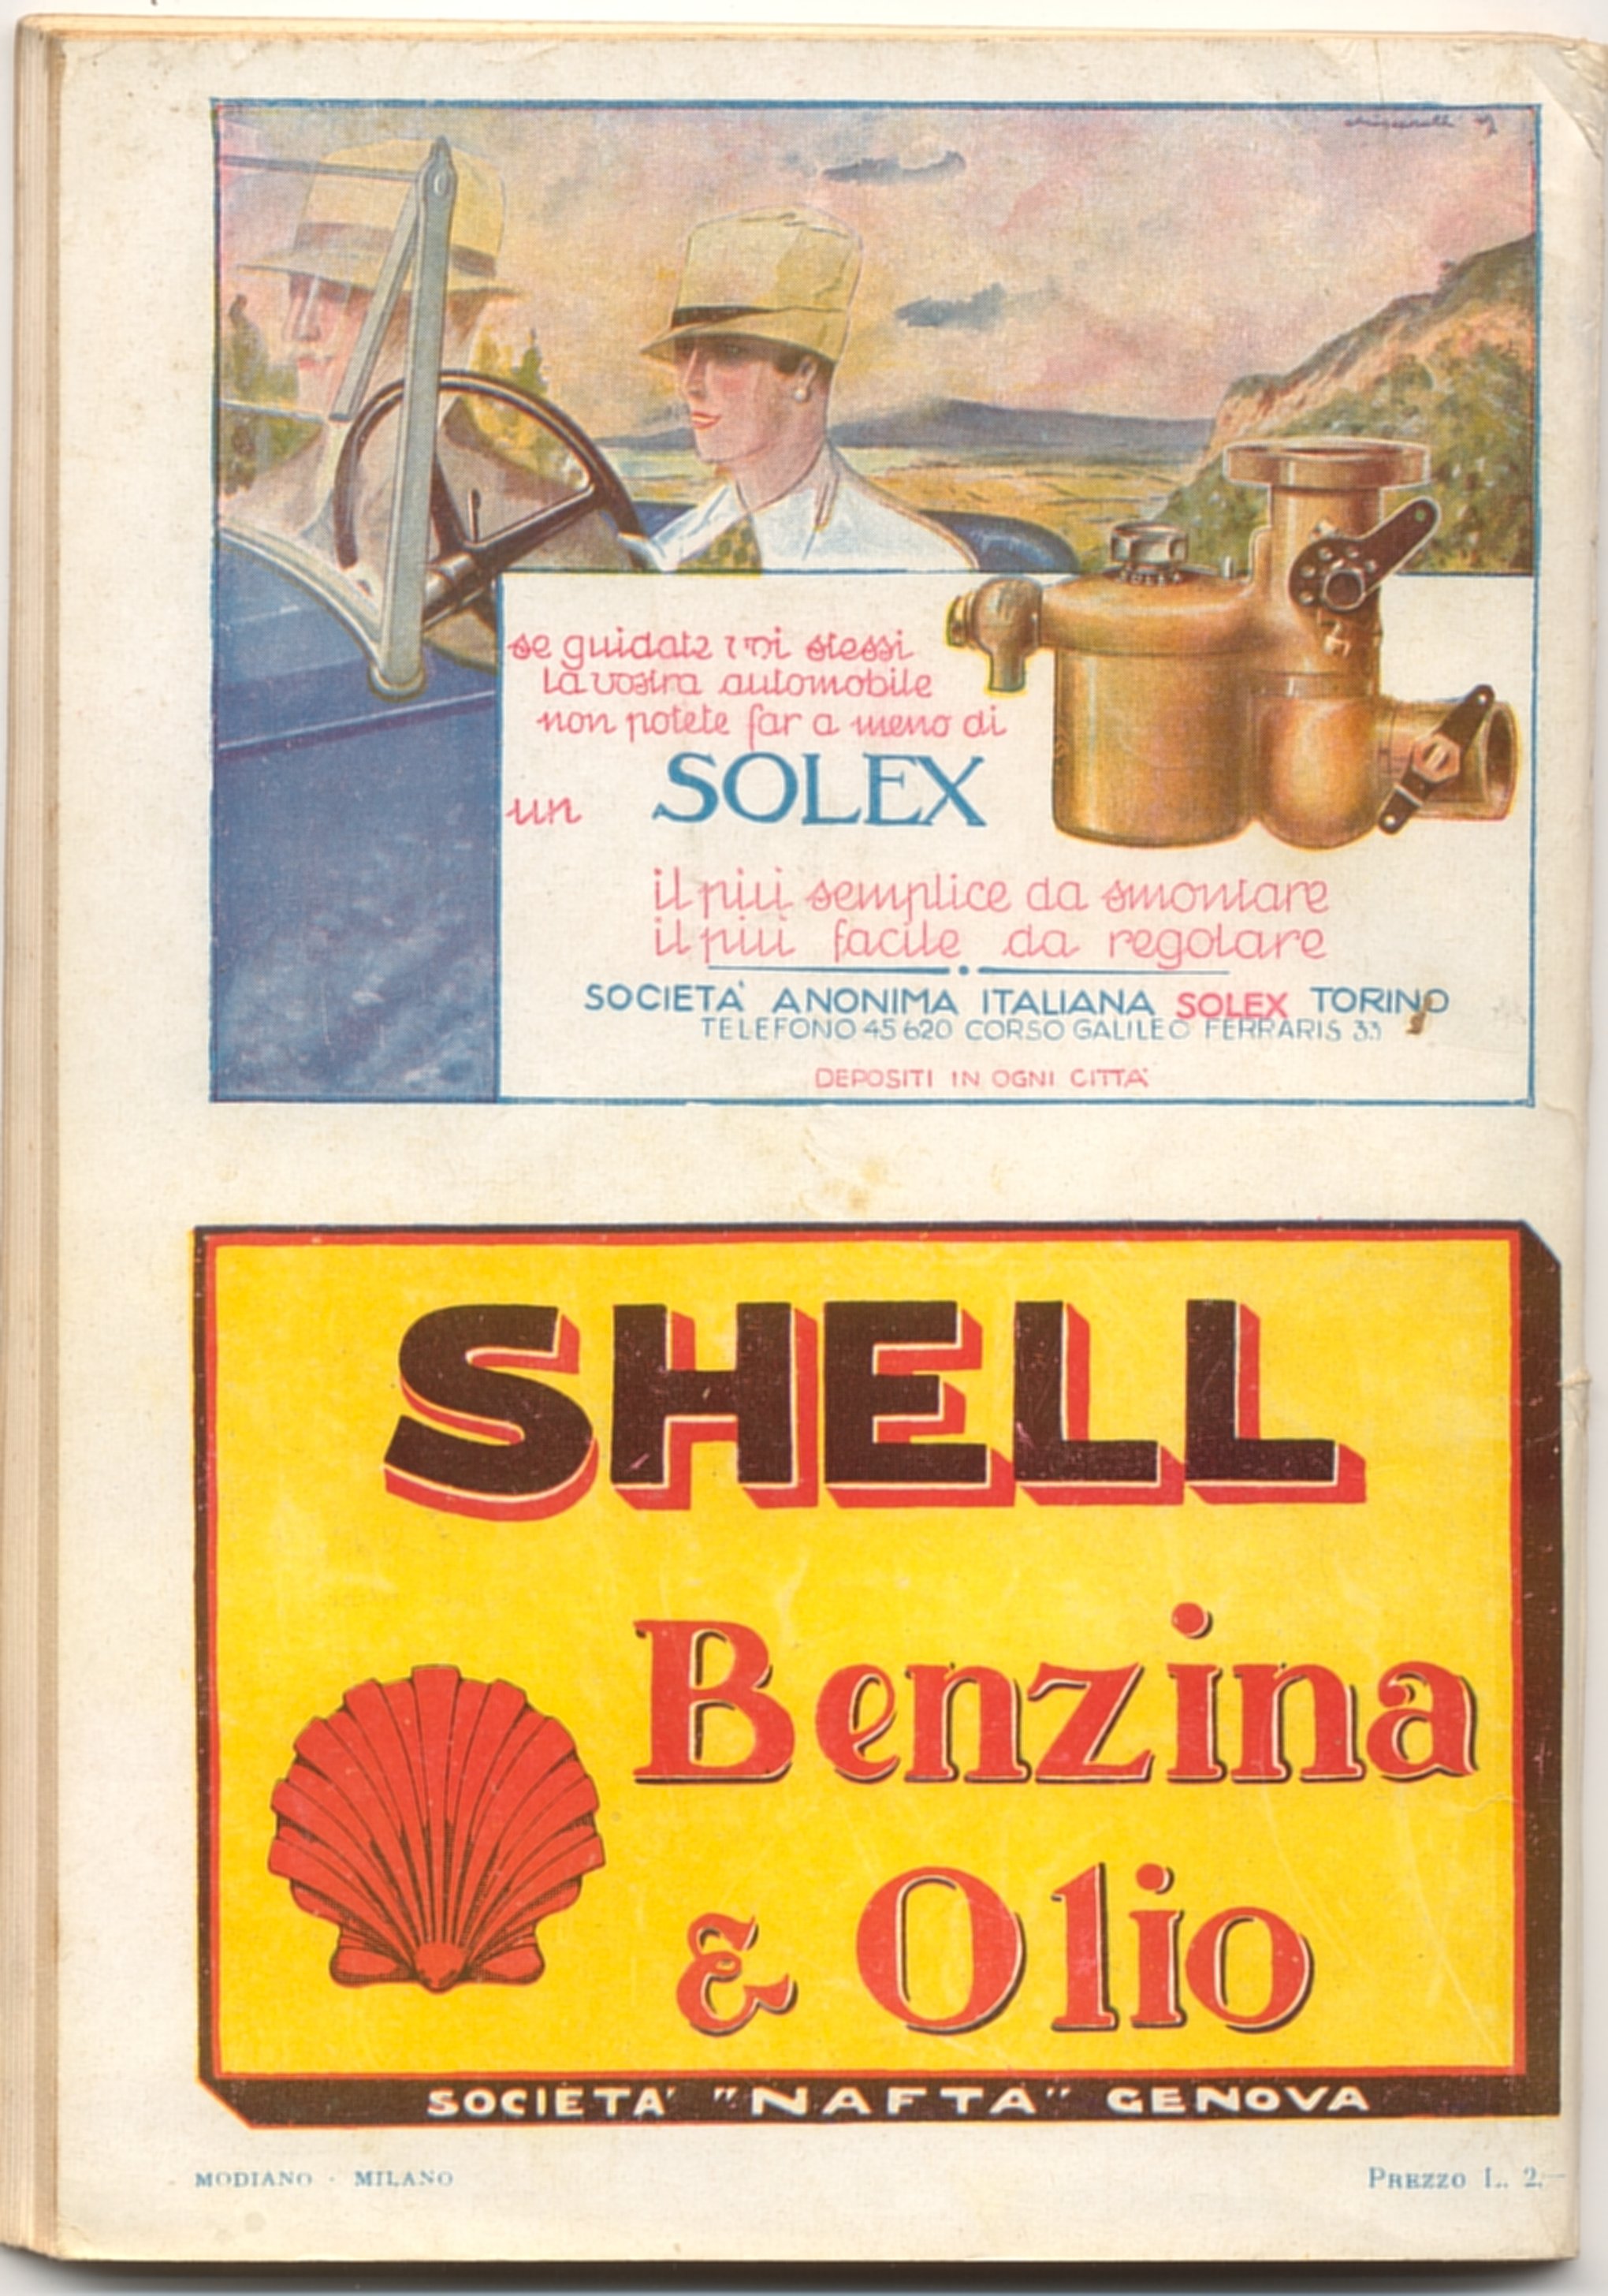 se guidate voi stessi
la vostra automobile
non potete far a meno di
un SOLEX
il più semplice da smontare
il più facile da regolare
SOCIETA' ANONIMA ITALIANA SOLEX TORINO
TELEFONO 45620 CORSO GALILEO FERRARIS 33
DEPOSITI IN OGNI CITTA'
SHELL
Benzina
& Olio
SOCIETA' "NAFTA" GENOVA
MODIANO - MILANO
PREZZO L. 2.—